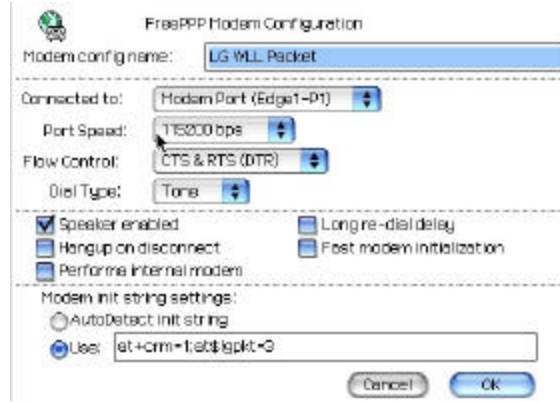 FreePPP Modem Configuration
Modem config name: LG WLL Packet
Connected to: Modem Port (Edge1-P1)
Port Speed: 115200 bps
Flow Control: CTS & RTS (DTR)
Dial Type: Tone
Speaker enabled Long re-dial delay
Hangup on disconnect Fast modem initialization
Performa internal modem
Modem init string settings:
AutoDetect init string
Use: at+crm=1;at$lgpkt=3
Cancel OK